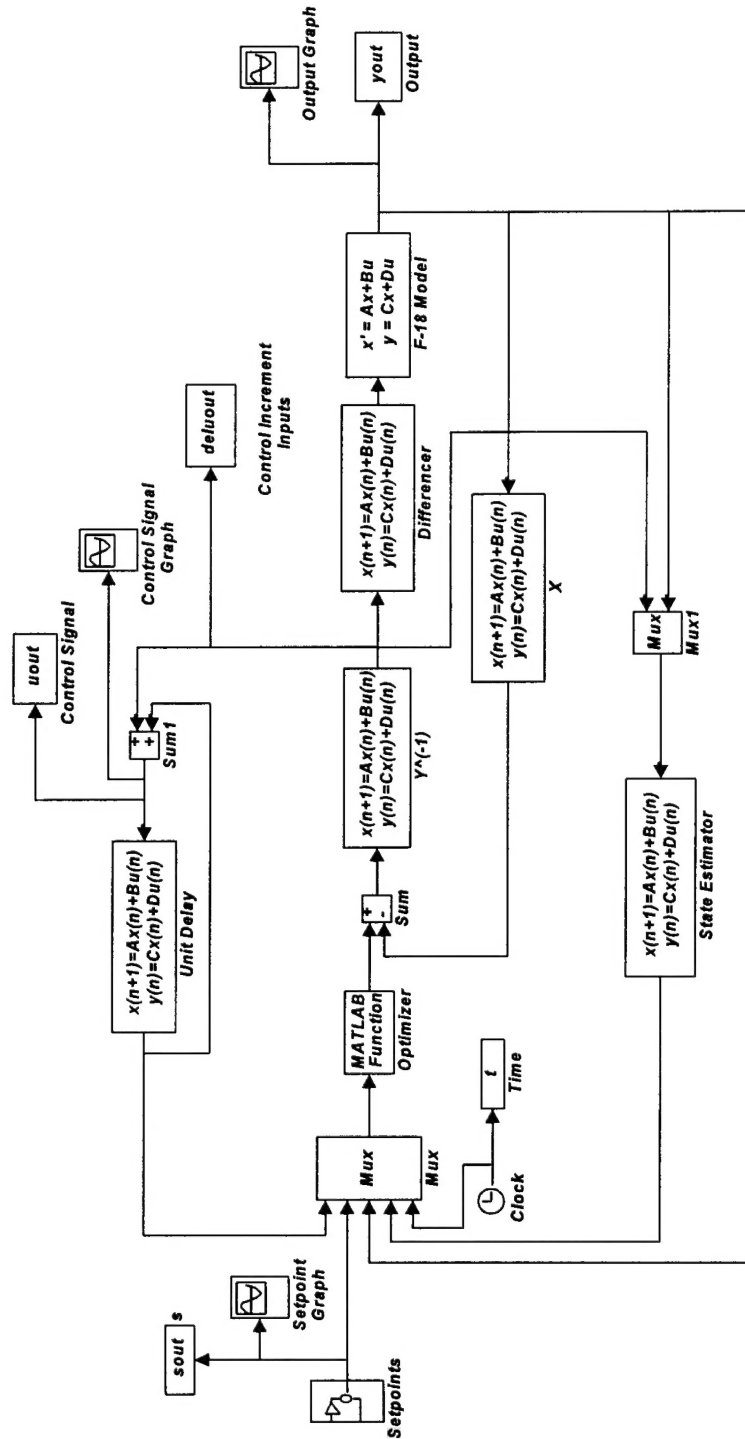 sout
s
Setpoint
Graph
Setpoints
uout
Control Signal
Control Signal
Graph
x(n+1)=Ax(n)+Bu(n)
y(n)=Cx(n)+Du(n)
Unit Delay
+
+
Sum1
deluout
Control Increment
Inputs
Output Graph
yout
Output
Mux
Mux
MATLAB
Function
Optimizer
+
-
Sum
x(n+1)=Ax(n)+Bu(n)
y(n)=Cx(n)+Du(n)
Y^(-1)
x(n+1)=Ax(n)+Bu(n)
y(n)=Cx(n)+Du(n)
Differencer
x' = Ax+Bu
y = Cx+Du
F-18 Model
x(n+1)=Ax(n)+Bu(n)
y(n)=Cx(n)+Du(n)
X
Clock
t
Time
x(n+1)=Ax(n)+Bu(n)
y(n)=Cx(n)+Du(n)
State Estimator
Mux
Mux1